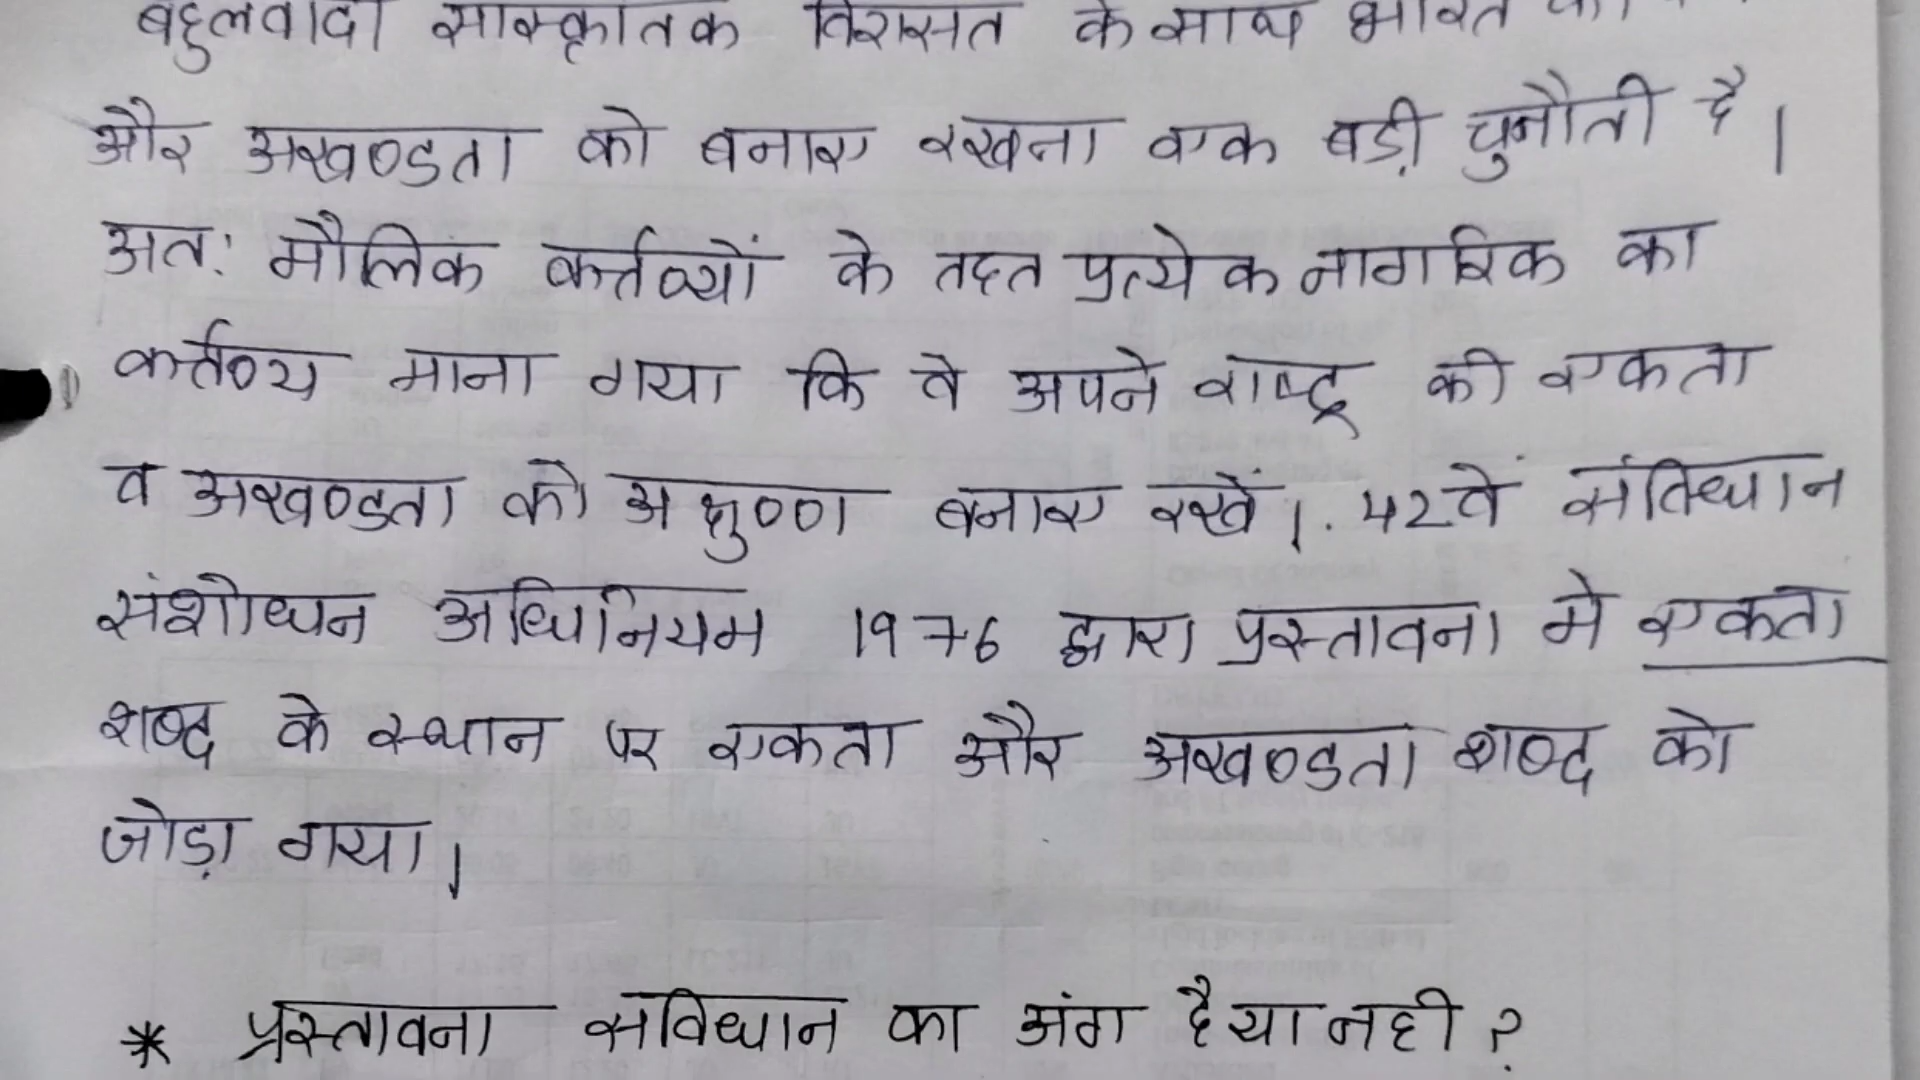 बहुलवादी सांस्कृतिक विरासत के साथ भारत की
और अखण्डता को बनाए रखना एक बड़ी चुनौती है।
अतः मौलिक कर्त्तव्यों के तहत प्रत्येक नागरिक का
कर्त्तव्य माना गया कि वे अपने राष्ट्र की एकता
व अखण्डता को अक्षुण्ण बनाए रखें। 42वें संविधान
संशोधन अधिनियम 1976 द्वारा प्रस्तावना मे एकता
शब्द के स्थान पर एकता और अखण्डता शब्द को
जोड़ा गया।
* प्रस्तावना सविधान का अंग है या नही ?